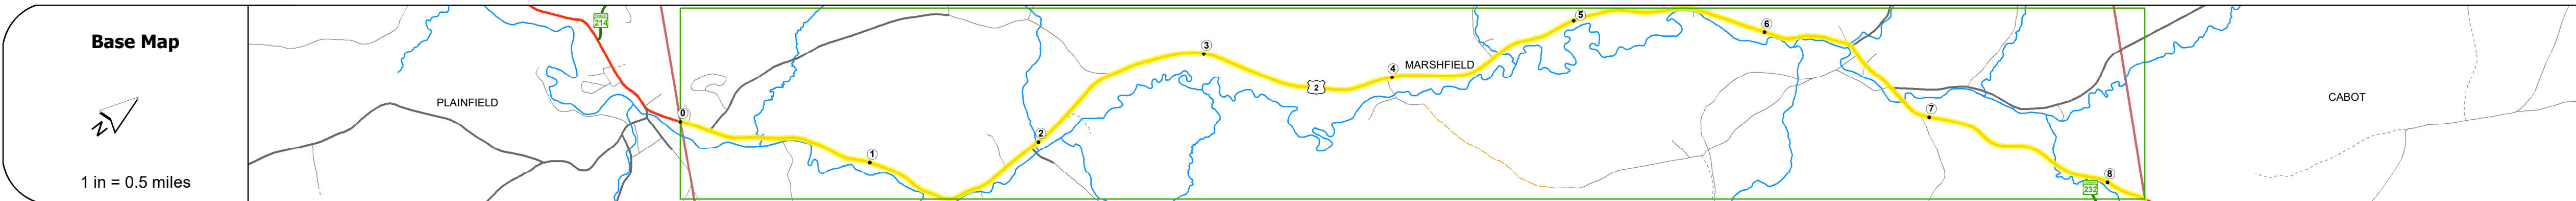 Base Map
N
1 in = 0.5 miles
214
PLAINFIELD
0
1
2
3
2
4
MARSHFIELD
5
6
7
8
232
CABOT